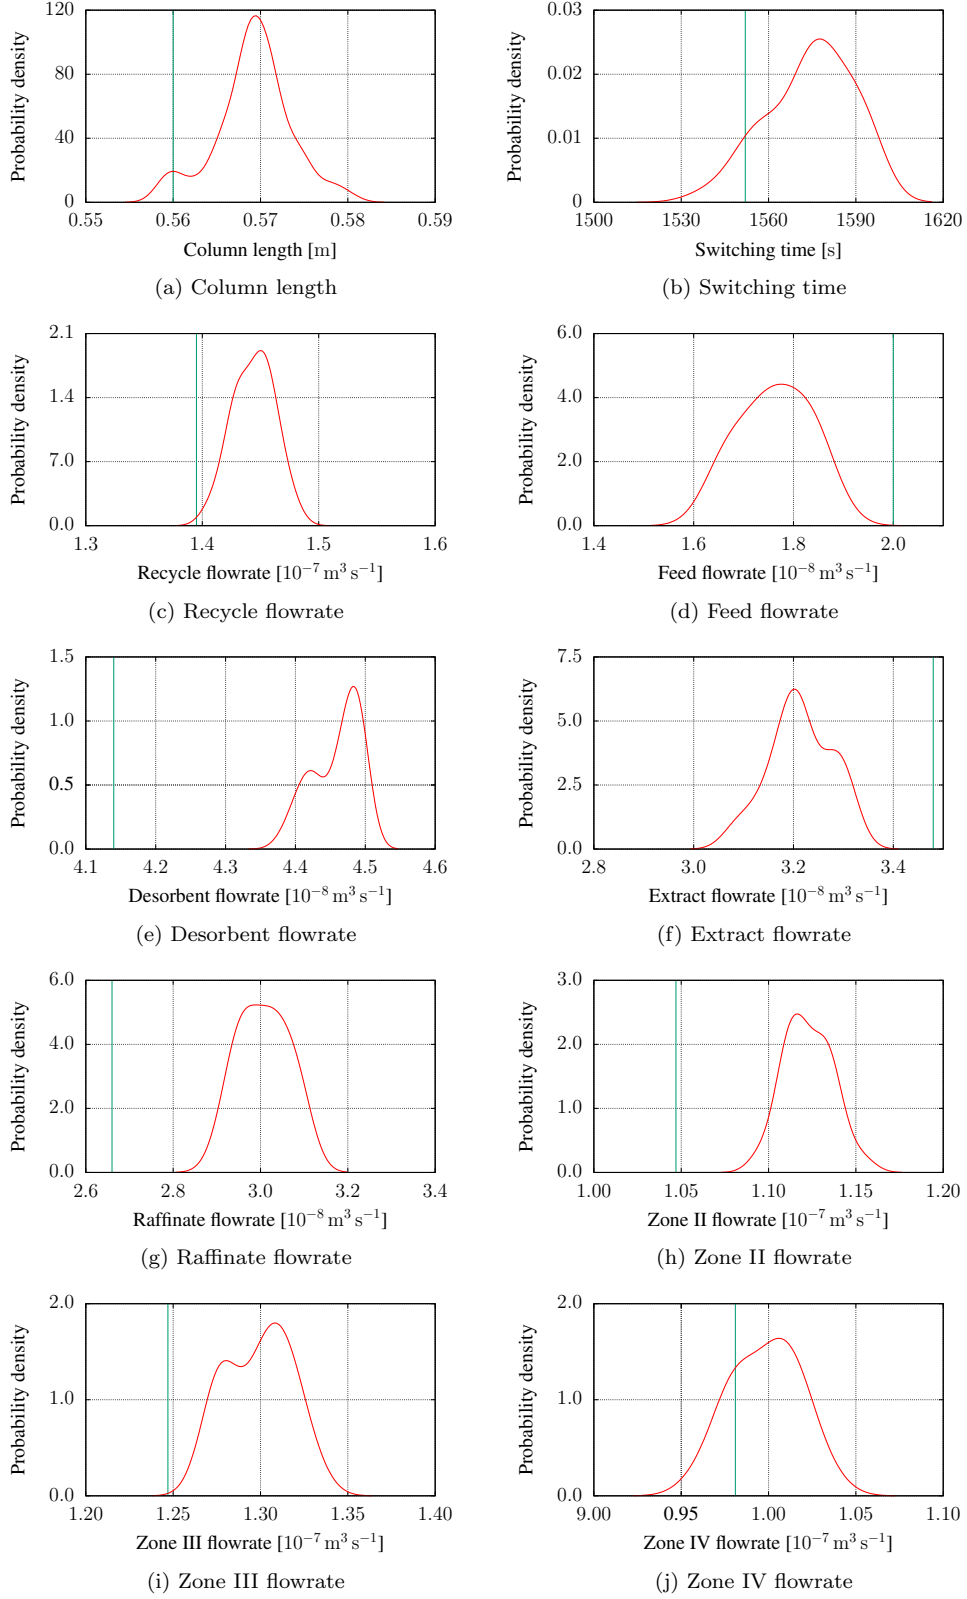 Probability density
120
80
40
0
0.55 0.56 0.57 0.58 0.59
Column length [m]
(a) Column length
Probability density
0.03
0.02
0.01
0
1500 1530 1560 1590 1620
Switching time [s]
(b) Switching time
Probability density
2.1
1.4
7.0
0.0
1.3 1.4 1.5 1.6
Recycle flowrate [10⁻⁷ m³ s⁻¹]
(c) Recycle flowrate
Probability density
6.0
4.0
2.0
0.0
1.4 1.6 1.8 2.0
Feed flowrate [10⁻⁸ m³ s⁻¹]
(d) Feed flowrate
Probability density
1.5
1.0
0.5
0.0
4.1 4.2 4.3 4.4 4.5 4.6
Desorbent flowrate [10⁻⁸ m³ s⁻¹]
(e) Desorbent flowrate
Probability density
7.5
5.0
2.5
0.0
2.8 3.0 3.2 3.4
Extract flowrate [10⁻⁸ m³ s⁻¹]
(f) Extract flowrate
Probability density
6.0
4.0
2.0
0.0
2.6 2.8 3.0 3.2 3.4
Raffinate flowrate [10⁻⁸ m³ s⁻¹]
(g) Raffinate flowrate
Probability density
3.0
2.0
1.0
0.0
1.00 1.05 1.10 1.15 1.20
Zone II flowrate [10⁻⁷ m³ s⁻¹]
(h) Zone II flowrate
Probability density
2.0
1.0
0.0
1.20 1.25 1.30 1.35 1.40
Zone III flowrate [10⁻⁷ m³ s⁻¹]
(i) Zone III flowrate
Probability density
2.0
1.0
0.0
9.00 0.95 1.00 1.05 1.10
Zone IV flowrate [10⁻⁷ m³ s⁻¹]
(j) Zone IV flowrate